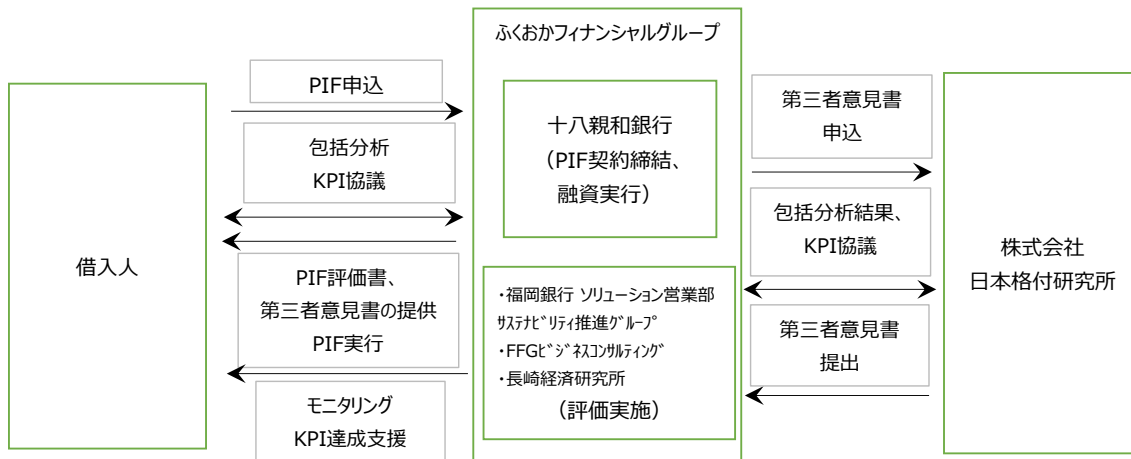 ふくおかフィナンシャルグループ
借入人
PIF申込
包括分析
KPI協議
PIF評価書、
第三者意見書の提供
PIF実行
モニタリング
KPI達成支援
十八親和銀行
（PIF契約締結、
融資実行）
・福岡銀行 ソリューション営業部
ｻｽﾃﾅﾋﾞﾘﾃｨ推進ｸﾞﾙｰﾌﾟ
・FFGﾋﾞｼﾞﾈｽｺﾝｻﾙﾃｨﾝｸﾞ
・長崎経済研究所
（評価実施）
第三者意見書
申込
包括分析結果、
KPI協議
第三者意見書
提出
株式会社
日本格付研究所